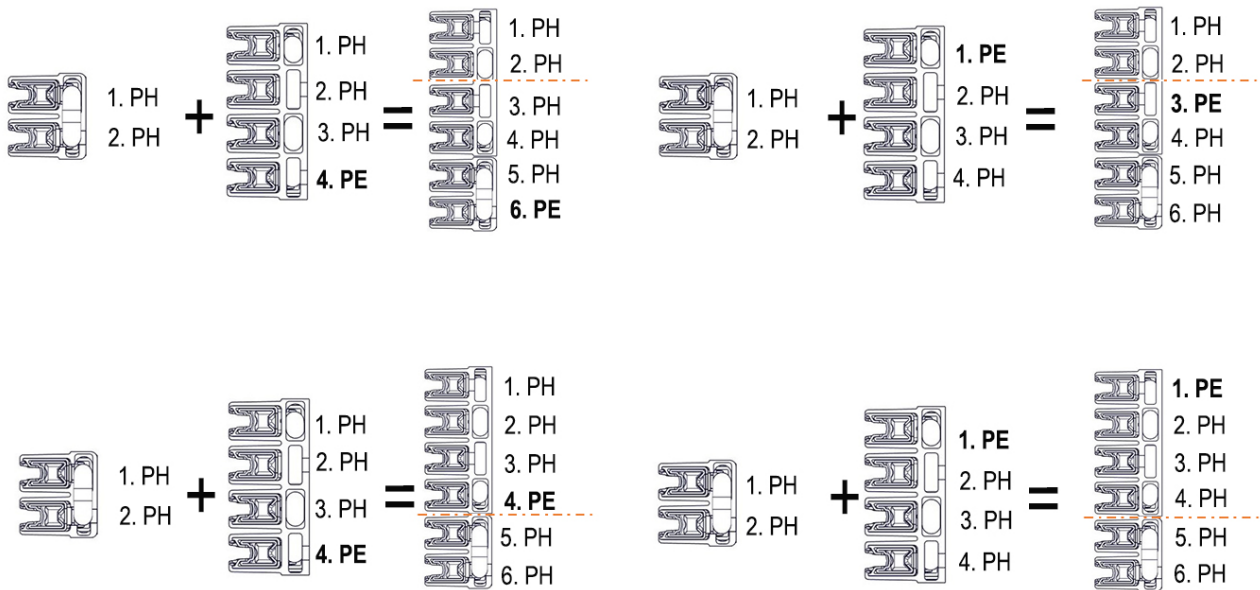 1. PH
2. PH
+
1. PH
2. PH
3. PH
4. PE
=
1. PH
2. PH
3. PH
4. PH
5. PH
6. PE
1. PH
2. PH
+
1. PE
2. PH
3. PH
4. PH
=
1. PH
2. PH
3. PE
4. PH
5. PH
6. PH
1. PH
2. PH
+
1. PH
2. PH
3. PH
4. PE
=
1. PH
2. PH
3. PH
4. PE
5. PH
6. PH
1. PH
2. PH
+
1. PE
2. PH
3. PH
4. PH
=
1. PE
2. PH
3. PH
4. PH
5. PH
6. PH